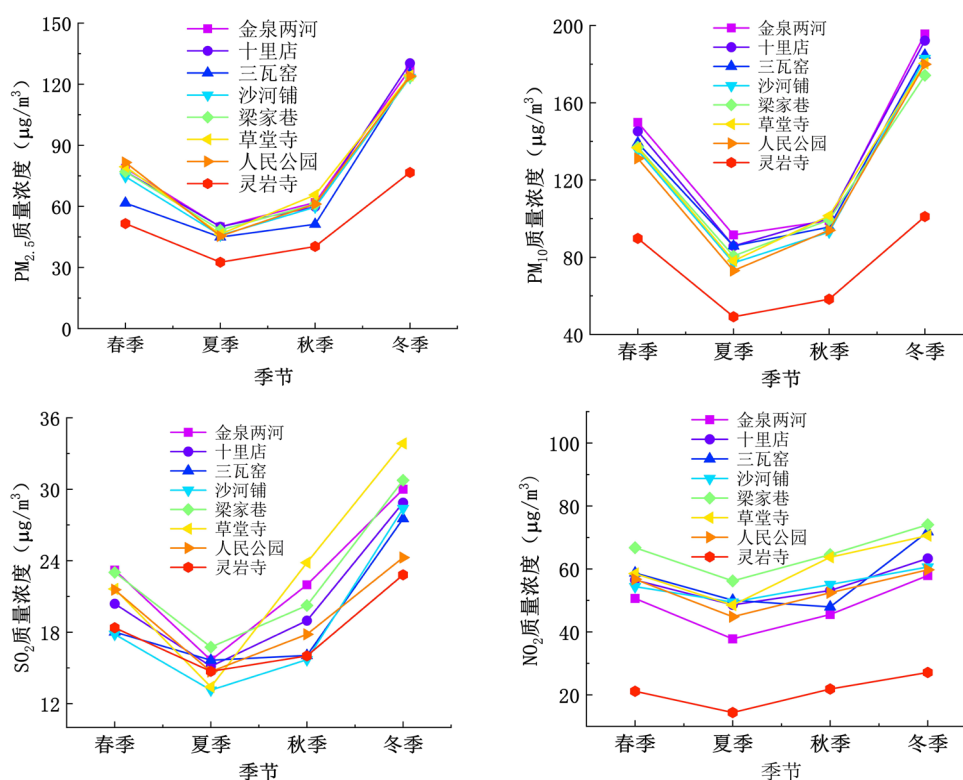 PM2.5质量浓度（μg/m³）
150
120
90
60
30
0
金泉两河
十里店
三瓦窑
沙河铺
梁家巷
草堂寺
人民公园
灵岩寺
春季 夏季 秋季 冬季
季节
PM10质量浓度（μg/m³）
200
160
120
80
40
金泉两河
十里店
三瓦窑
沙河铺
梁家巷
草堂寺
人民公园
灵岩寺
春季 夏季 秋季 冬季
季节
SO2质量浓度（μg/m³）
36
30
24
18
12
金泉两河
十里店
三瓦窑
沙河铺
梁家巷
草堂寺
人民公园
灵岩寺
春季 夏季 秋季 冬季
季节
NO2质量浓度（μg/m³）
100
80
60
40
20
金泉两河
十里店
三瓦窑
沙河铺
梁家巷
草堂寺
人民公园
灵岩寺
春季 夏季 秋季 冬季
季节